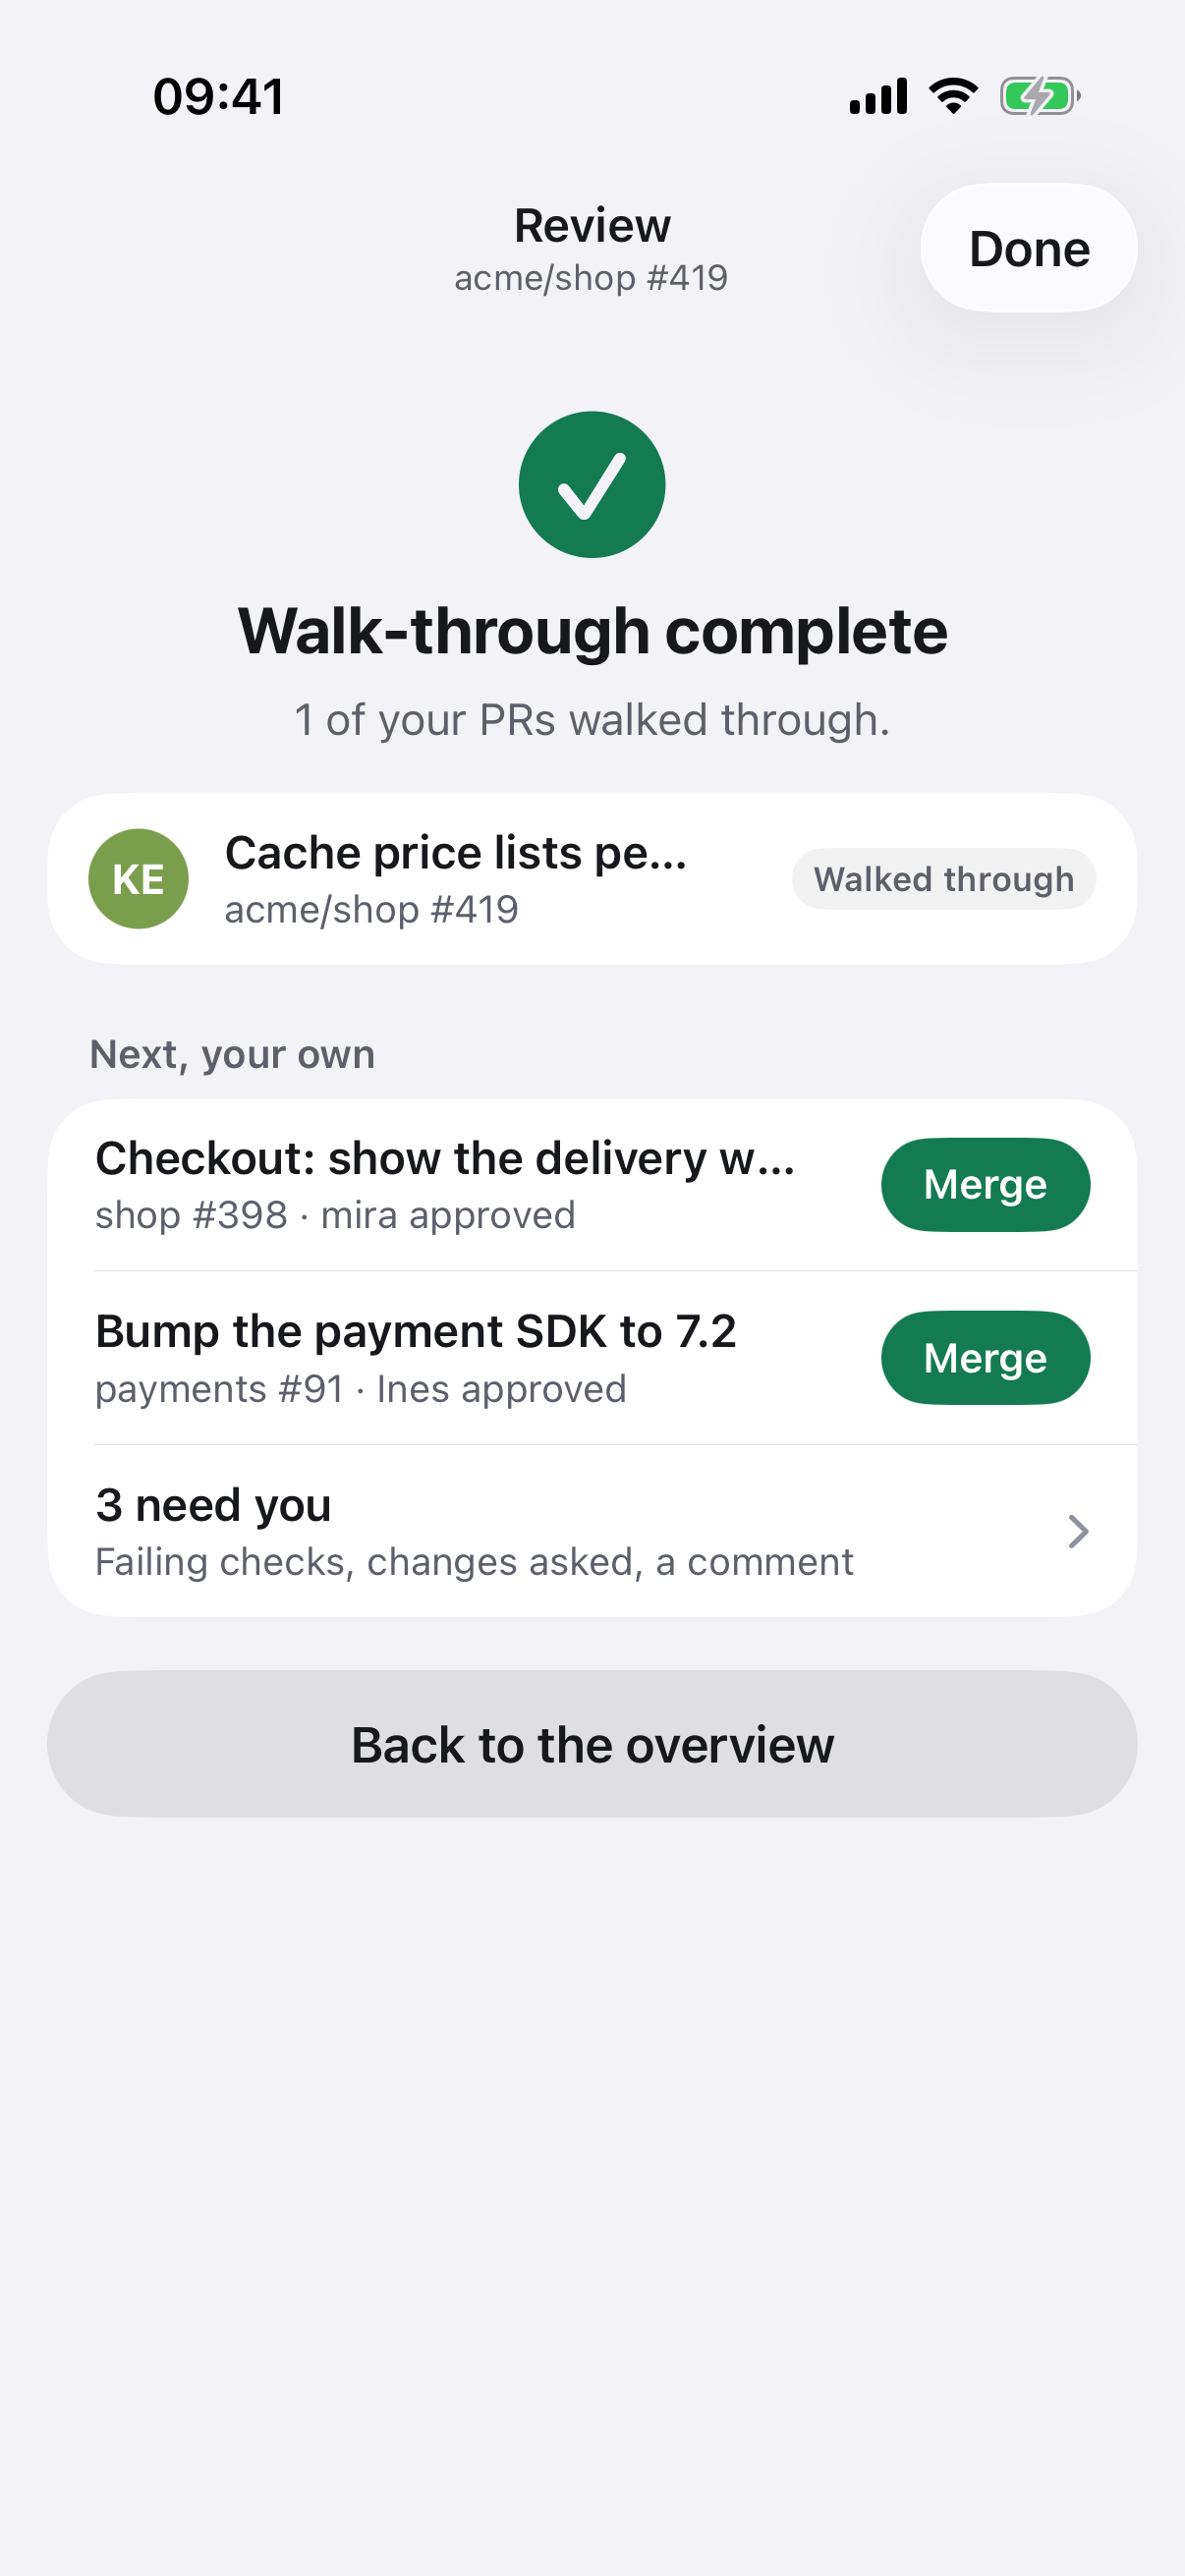 09:41
Review
acme/shop #419
Done
Walk-through complete
1 of your PRs walked through.
KE
Cache price lists pe...
acme/shop #419
Walked through
Next, your own
Checkout: show the delivery w...
shop #398 · mira approved
Merge
Bump the payment SDK to 7.2
payments #91 · Ines approved
Merge
3 need you
Failing checks, changes asked, a comment
Back to the overview